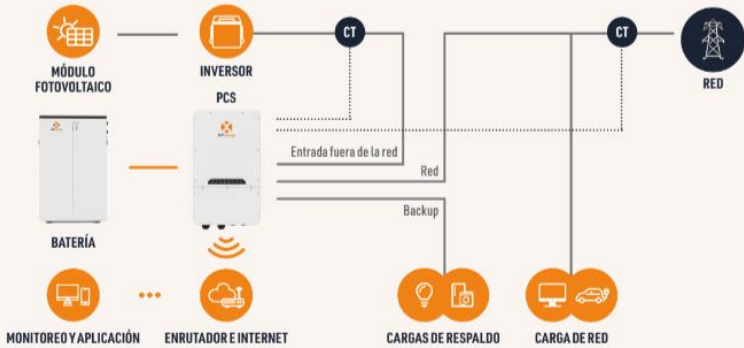 CT
CT
MÓDULO
FOTOVOLTAICO
INVERSOR
RED
PCS
Entrada fuera de la red
Red
Backup
BATERÍA
MONITOREO Y APLICACIÓN
ENRUTADOR E INTERNET
CARGAS DE RESPALDO
CARGA DE RED